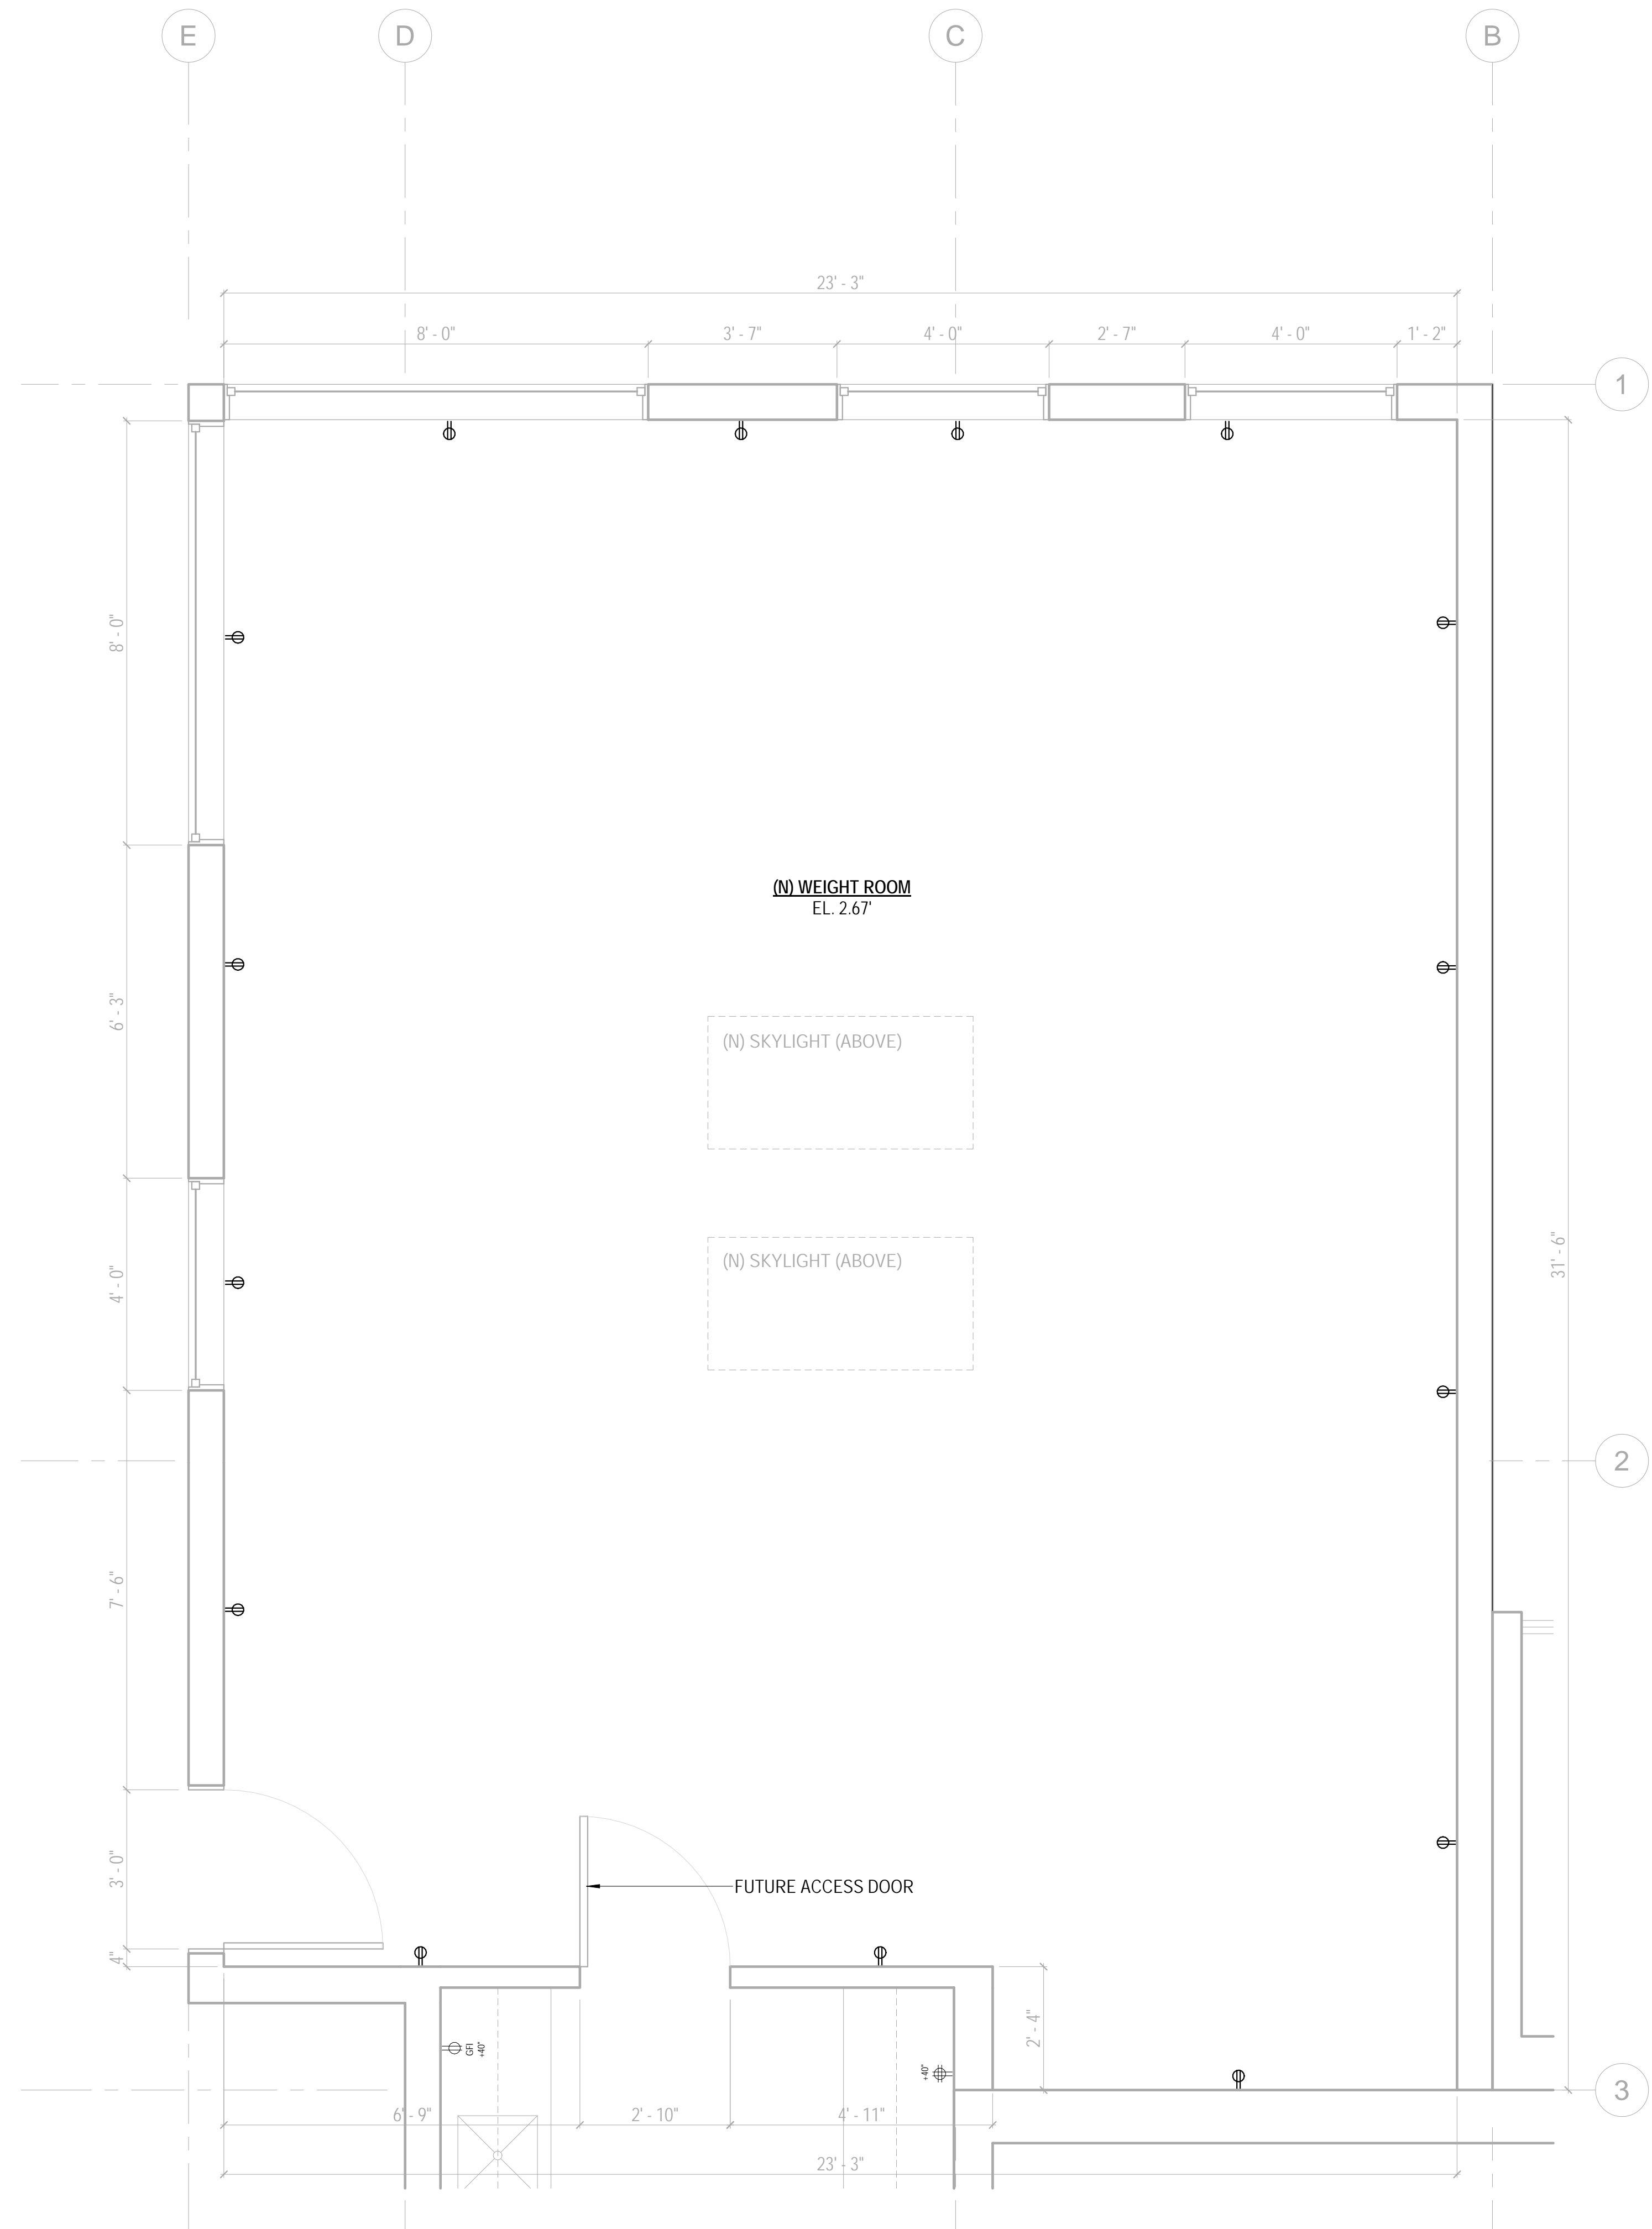 E D C B
23' - 3"
8' - 0" 3' - 7" 4' - 0" 2' - 7" 4' - 0" 1' - 2"
1
8' - 0"
(N) WEIGHT ROOM
EL. 2.67'
6' - 3"
(N) SKYLIGHT (ABOVE)
31' - 6"
(N) SKYLIGHT (ABOVE)
4' - 0"
2
7' - 6"
3' - 0"
FUTURE ACCESS DOOR
4"
2' - 4"
GFI
+40"
+40"
3
6' - 9" 2' - 10" 4' - 11"
23' - 3"